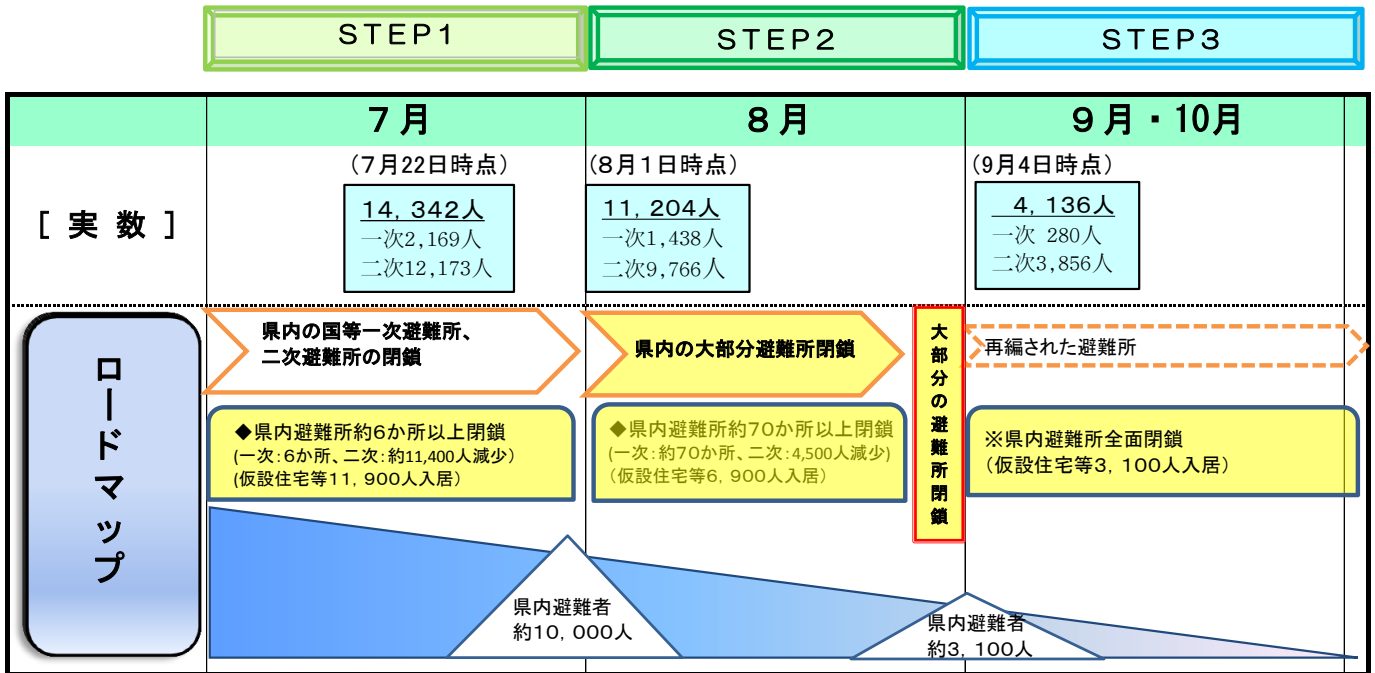 STEP1
STEP2
STEP3
7月
8月
9月・10月
[実数]
(7月22日時点)
14,342人
一次2,169人
二次12,173人
(8月1日時点)
11,204人
一次1,438人
二次9,766人
(9月4日時点)
4,136人
一次 280人
二次3,856人
ロードマップ
県内の国等一次避難所、
二次避難所の閉鎖
県内の大部分避難所閉鎖
大部分の避難所閉鎖
再編された避難所
◆県内避難所約6か所以上閉鎖
(一次:6か所、二次:約11,400人減少)
(仮設住宅等11,900人入居)
◆県内避難所約70か所以上閉鎖
(一次:約70か所、二次:4,500人減少)
(仮設住宅等6,900人入居)
※県内避難所全面閉鎖
(仮設住宅等3,100人入居)
県内避難者
約10,000人
県内避難者
約3,100人